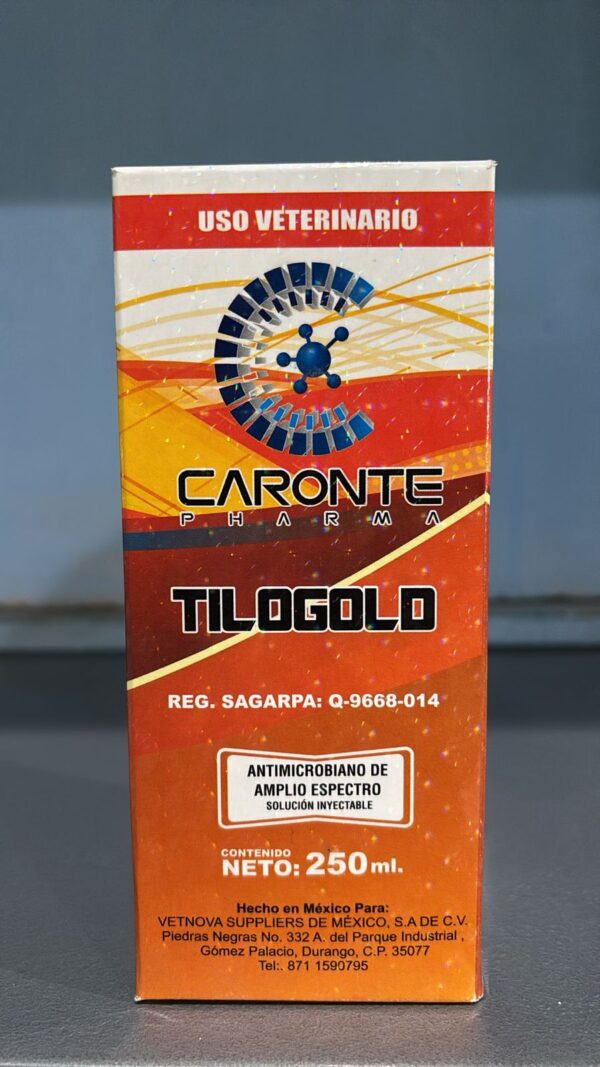 USO VETERINARIO
CARONTE
PHARMA
TILOGOLD
REG. SAGARPA: Q-9668-014
ANTIMICROBIANO DE
AMPLIO ESPECTRO
SOLUCIÓN INYECTABLE
CONTENIDO
NETO: 250 ml.
Hecho en México Para:
VETNOVA SUPPLIERS DE MÉXICO, S.A DE C.V.
Piedras Negras No. 332 A. del Parque Industrial ,
Gómez Palacio, Durango, C.P. 35077
Tel:. 871 1590795